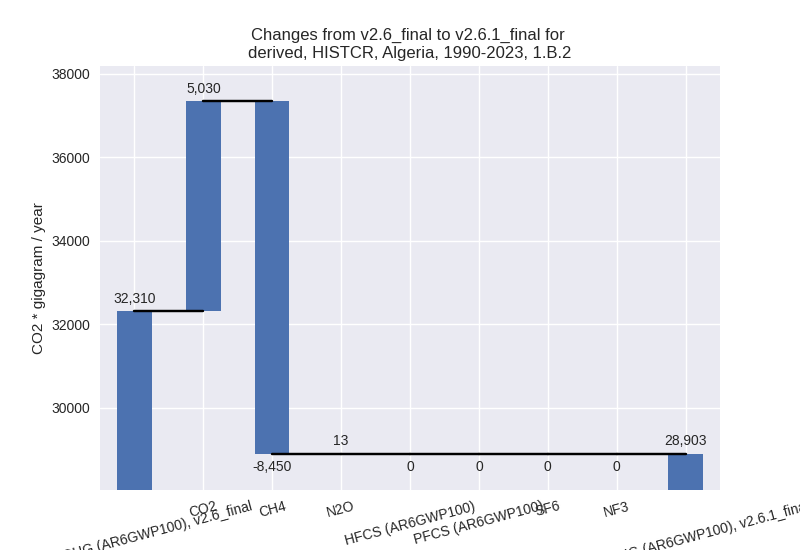 Changes from v2.6_final to v2.6.1_final for
derived, HISTCR, Algeria, 1990-2023, 1.B.2
CO2 * gigagram / year
38000
36000
34000
32000
30000
32,310
5,030
-8,450
13
0
0
0
0
28,903
(AR6GWP100), v2.6_final
CO2
CH4
N2O
HFCS (AR6GWP100)
PFCS (AR6GWP100)
SF6
NF3
(AR6GWP100), v2.6.1_final